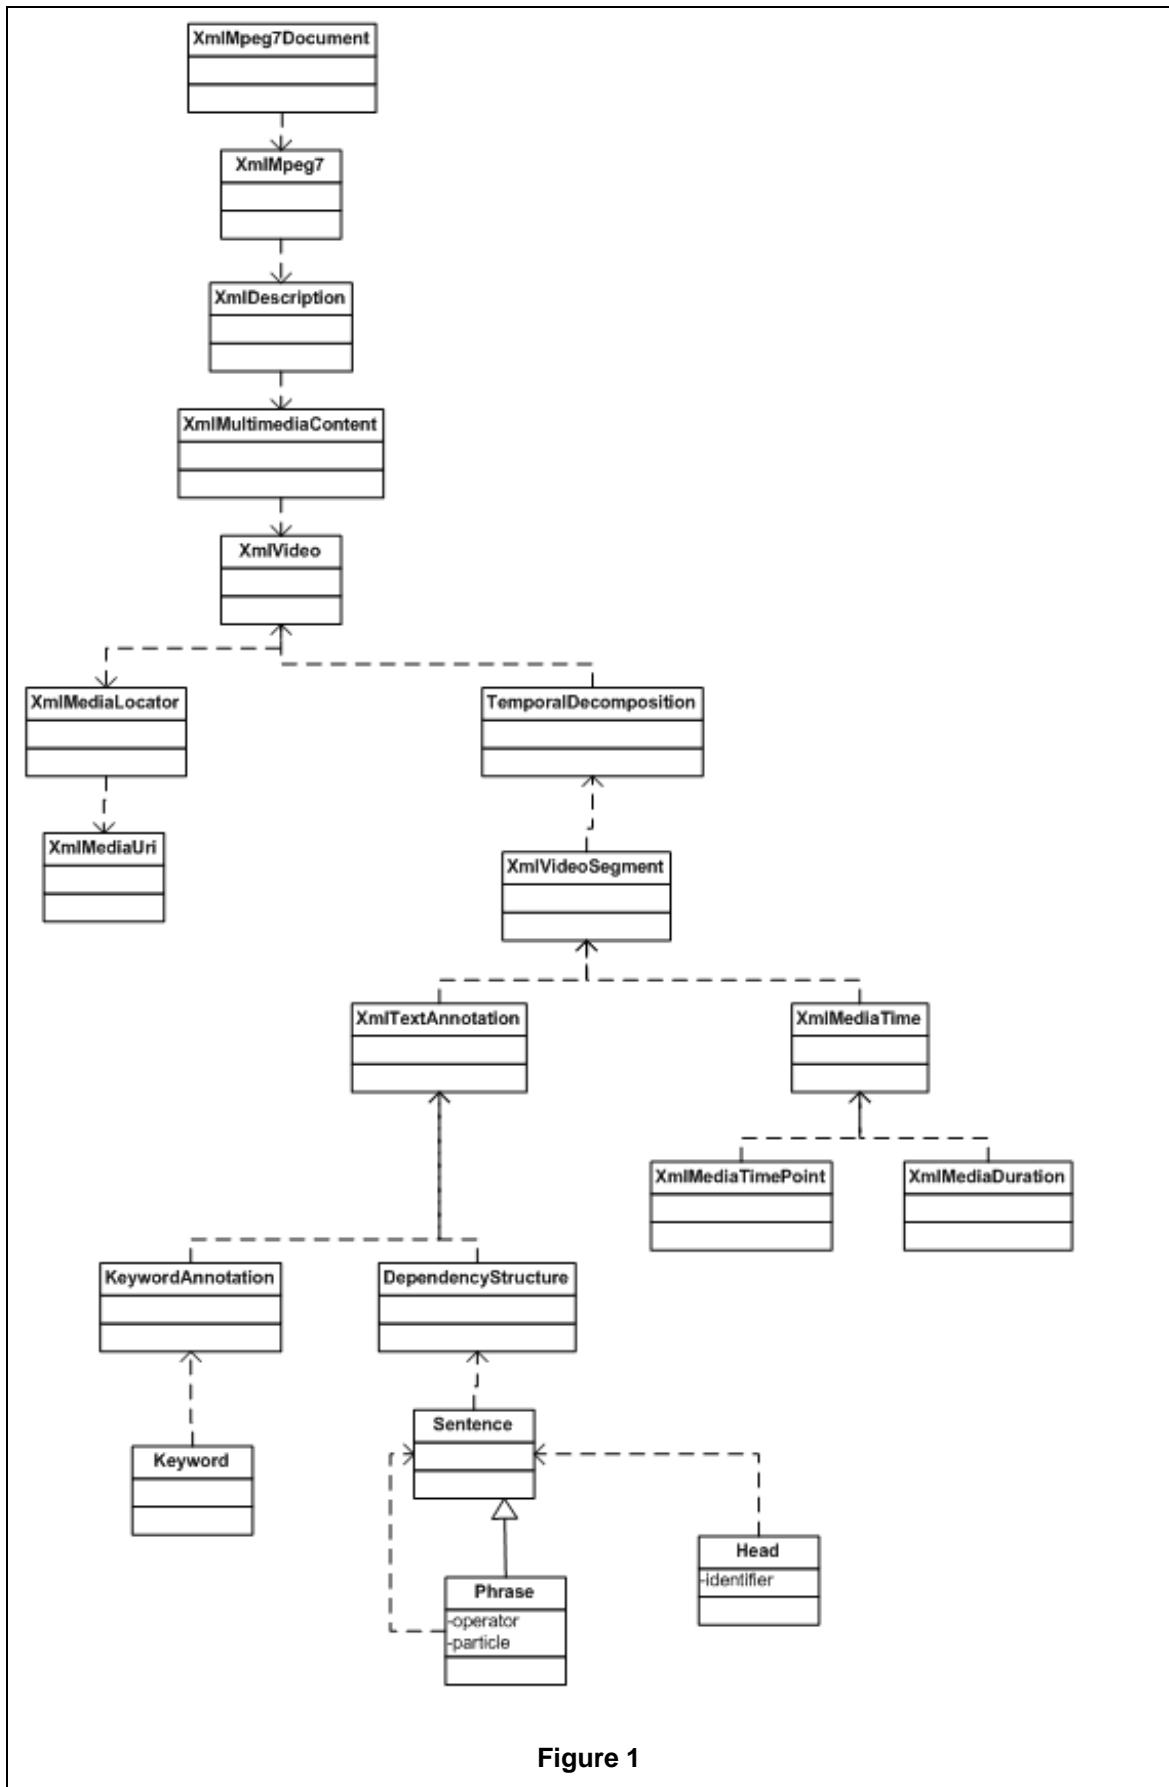 XmlMpeg7Document
XmlMpeg7
XmlDescription
XmlMultimediaContent
XmlVideo
XmlMediaLocator
TemporalDecomposition
XmlMediaUri
XmlVideoSegment
XmlTextAnnotation
XmlMediaTime
XmlMediaTimePoint
XmlMediaDuration
KeywordAnnotation
DependencyStructure
Sentence
Keyword
Head
-identifier
Phrase
-operator
-particle
Figure 1